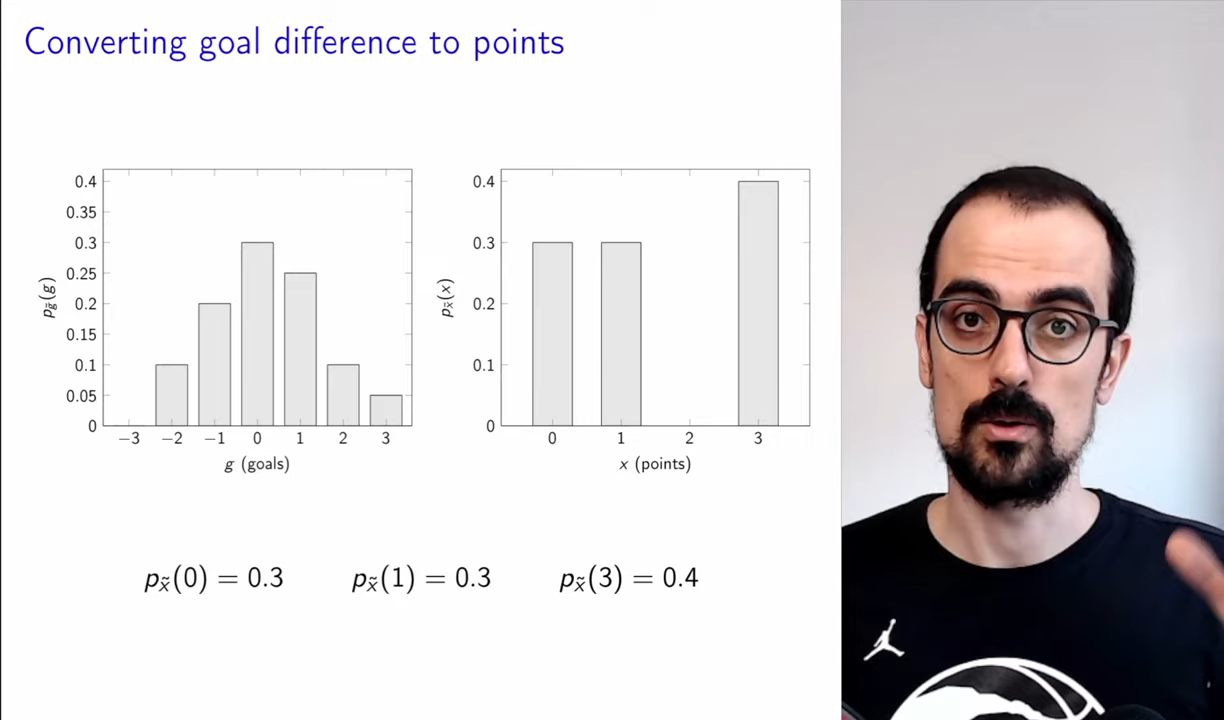 Converting goal difference to points
0.4
0.35
0.3
0.25
0.2
0.15
0.1
0.05
0
−3 −2 −1 0 1 2 3
g (goals)
p_g̃(g)
0.4
0.3
0.2
0.1
0
0 1 2 3
x (points)
p_x̃(x)
p_x̃(0) = 0.3 p_x̃(1) = 0.3 p_x̃(3) = 0.4